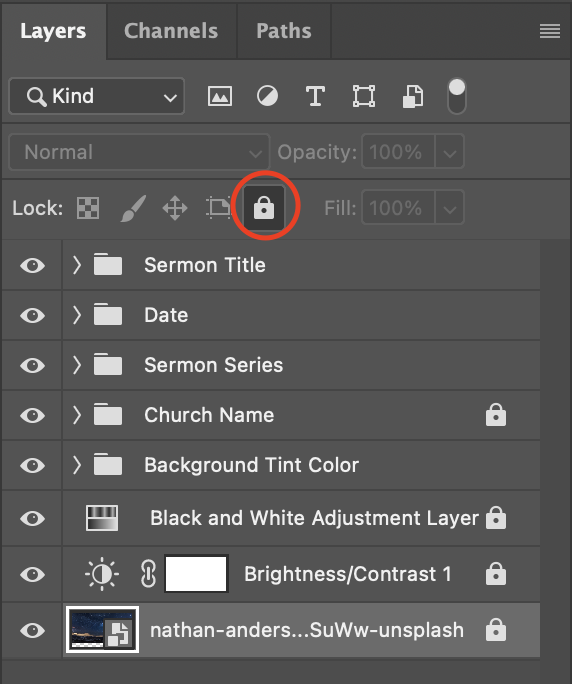 Layers Channels Paths
Kind
Normal Opacity: 100%
Lock: Fill: 100%
Sermon Title
Date
Sermon Series
Church Name
Background Tint Color
Black and White Adjustment Layer
Brightness/Contrast 1
nathan-anders...SuWw-unsplash